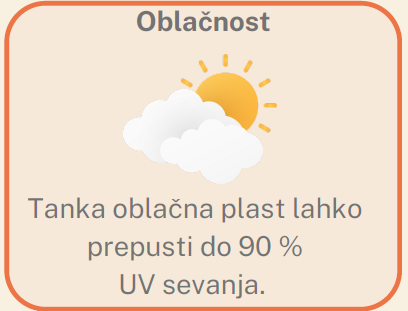 Oblačnost
Tanka oblačna plast lahko
prepusti do 90 %
UV sevanja.